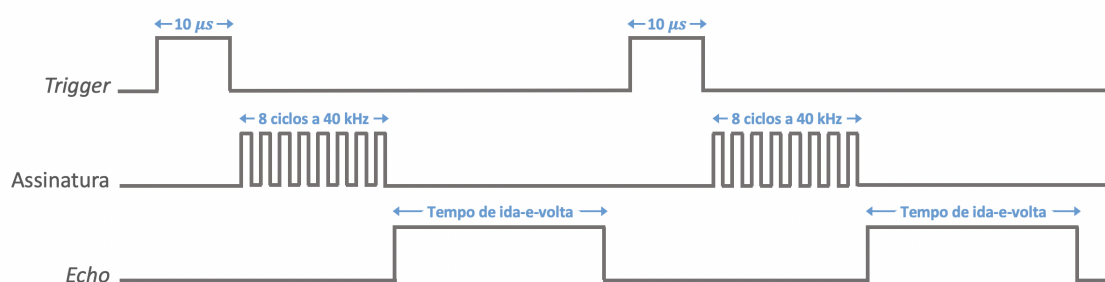 10 μs
10 μs
Trigger
8 ciclos a 40 kHz
8 ciclos a 40 kHz
Assinatura
Tempo de ida-e-volta
Tempo de ida-e-volta
Echo